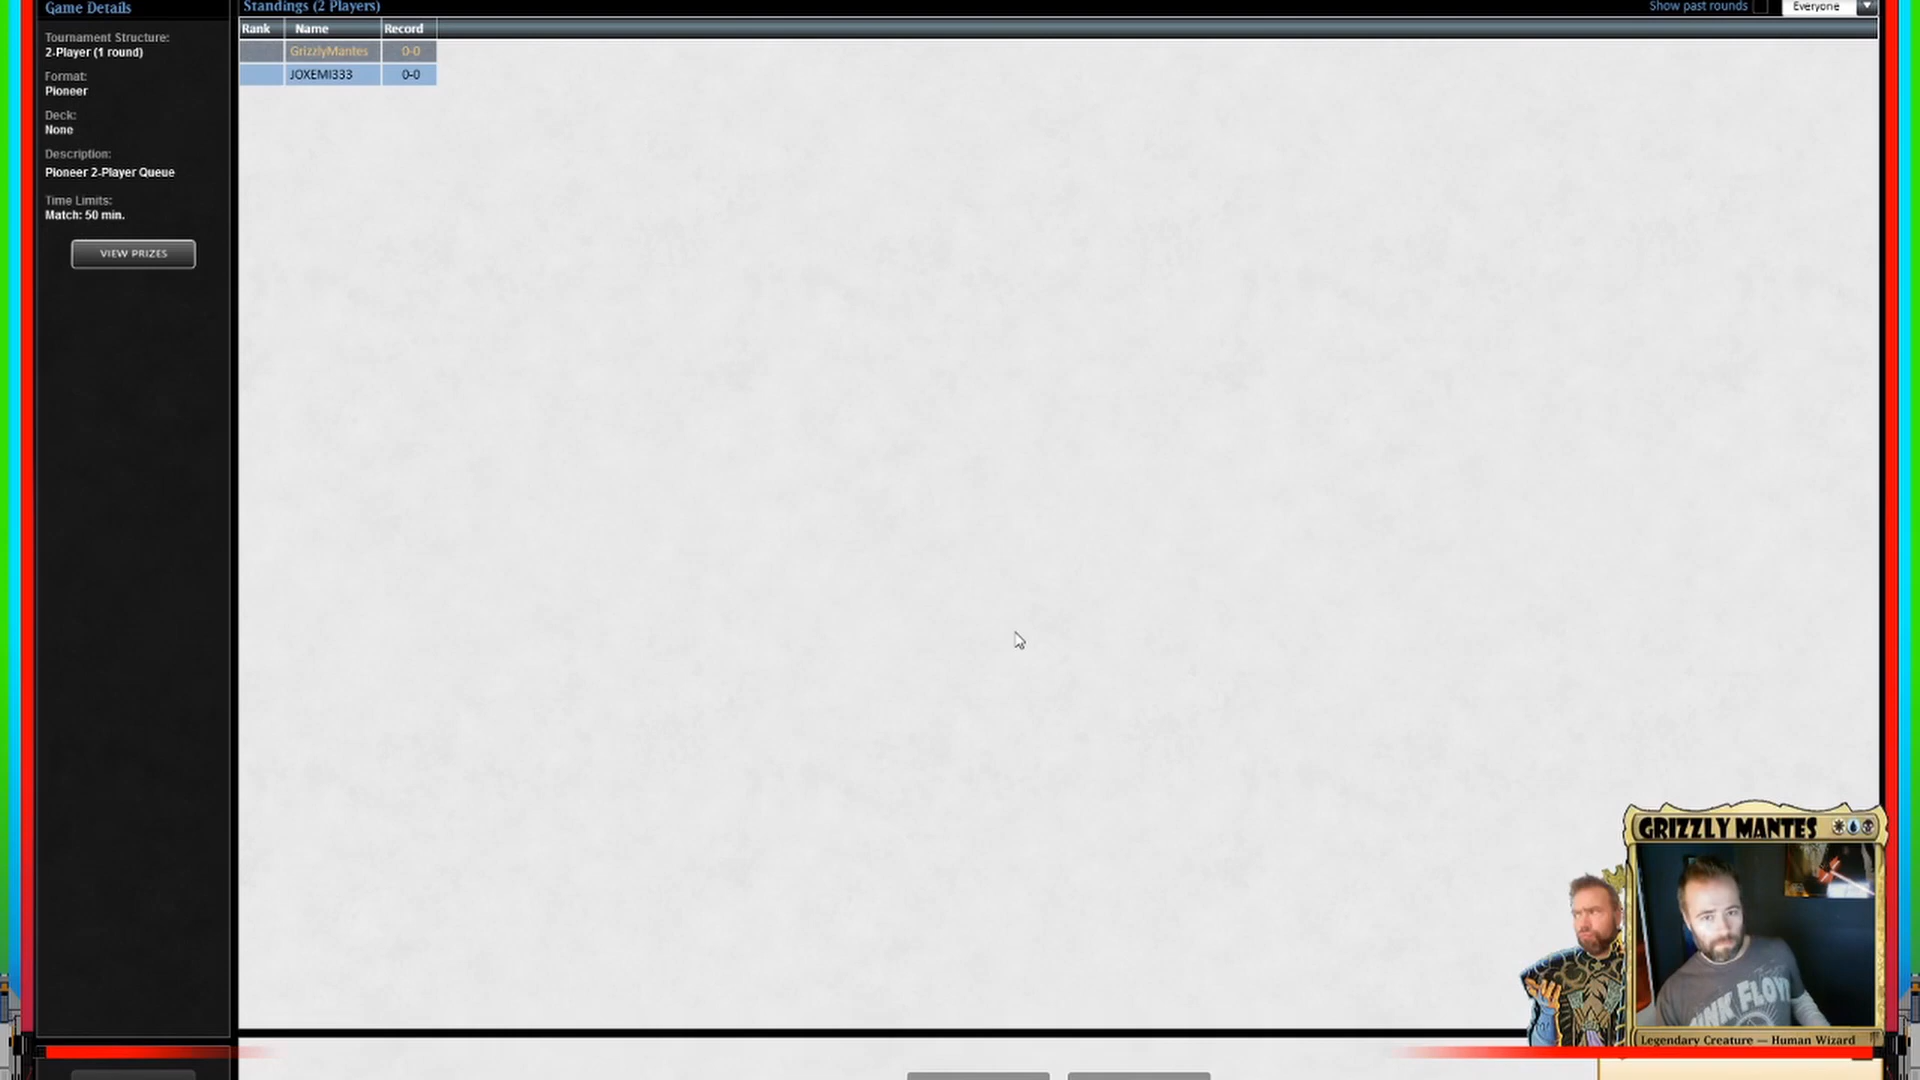 Game Details
Tournament Structure:
2-Player (1 round)
Format:
Pioneer
Deck:
None
Description:
Pioneer 2-Player Queue
Time Limits:
Match: 50 min.
VIEW PRIZES
Standings (2 Players)
Show past rounds
Everyone
Rank Name Record
GrizzlyMantes 0-0
JOXEMI333 0-0
GRIZZLY MANTES
PINK FLOY
Legendary Creature — Human Wizard